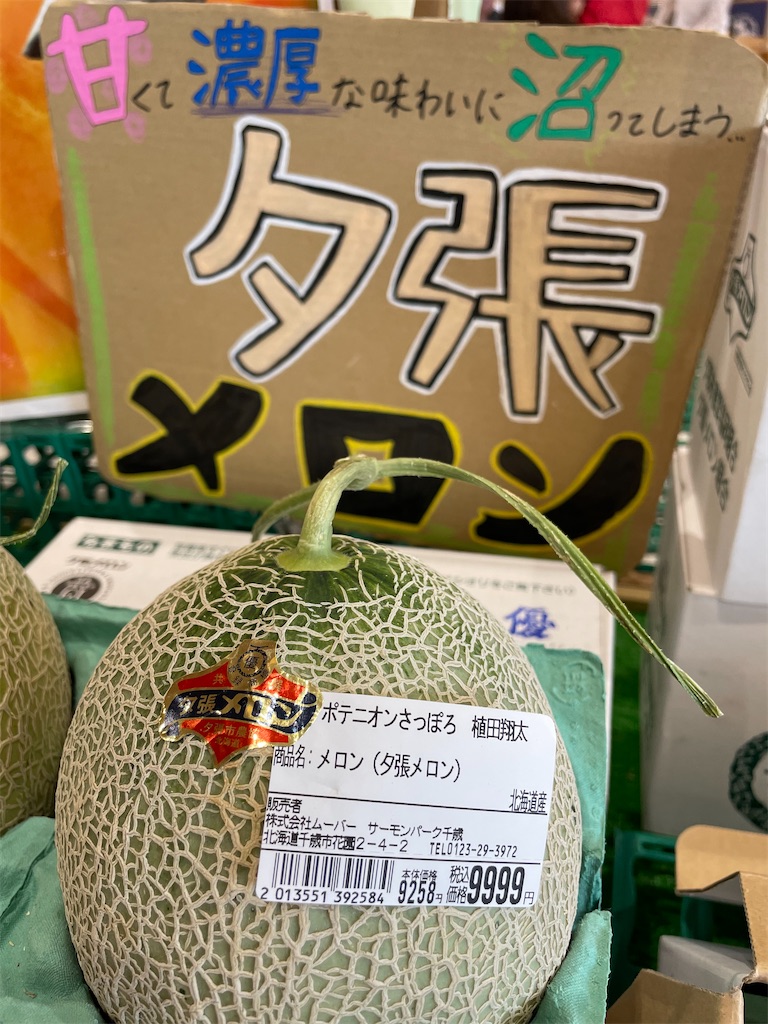 甘くて濃厚な味わいに沼ってしまう…
夕張
メロン
優
夕張メロン
夕張市農
ポテニオンさっぽろ 植田翔太
商品名：メロン（夕張メロン）
北海道産
販売者
株式会社ムーバー サーモンパーク千歳
北海道千歳市花園2-4-2 TEL0123-29-3972
2 013551 392584
本体価格 9258円
税込価格 9999円